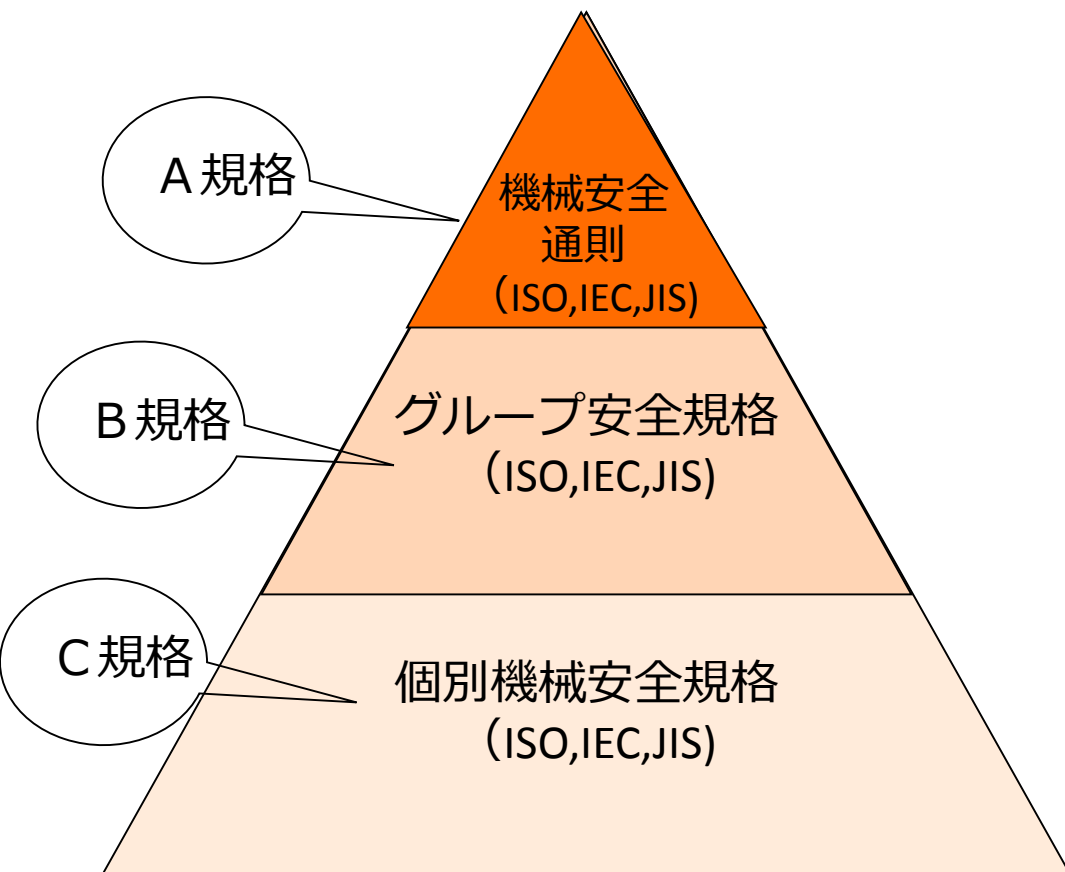 A規格
機械安全
通則
(ISO,IEC,JIS)
B規格
グループ安全規格
(ISO,IEC,JIS)
C規格
個別機械安全規格
(ISO,IEC,JIS)